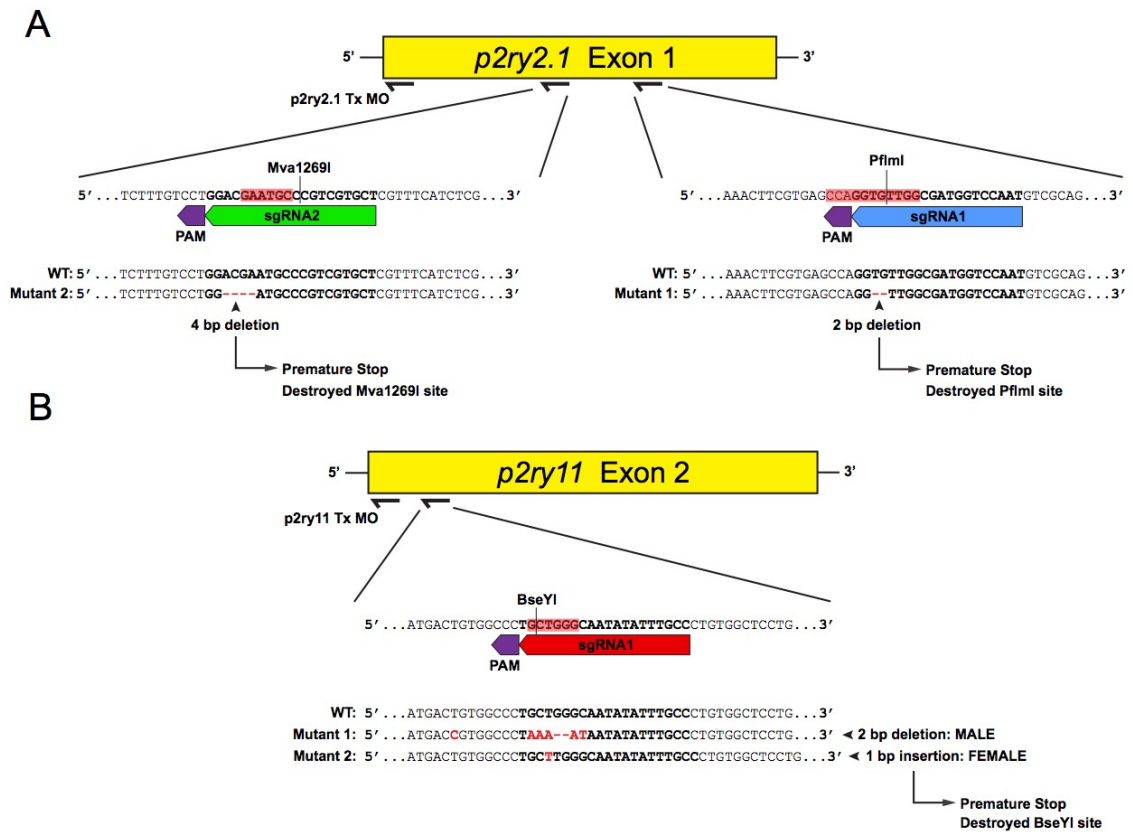 A
5′ p2ry2.1 Exon 1 3′
p2ry2.1 Tx MO
Mva1269I
5′...TCTTTGTCCTGGACGAATGCCCGTCGTGCTCGTTTCATCTCG...3′
sgRNA2
PAM
WT: 5′...TCTTTGTCCTGGACGAATGCCCGTCGTGCTCGTTTCATCTCG...3′
Mutant 2: 5′...TCTTTGTCCTGG----ATGCCCGTCGTGCTCGTTTCATCTCG...3′
4 bp deletion
Premature Stop
Destroyed Mva1269I site
PflmI
5′...AAACTTCGTGAGCCAGGTGTTGGCGATGGTCCAATGTCGCAG...3′
sgRNA1
PAM
WT: 5′...AAACTTCGTGAGCCAGGTGTTGGCGATGGTCCAATGTCGCAG...3′
Mutant 1: 5′...AAACTTCGTGAGCCAGG--TTGGCGATGGTCCAATGTCGCAG...3′
2 bp deletion
Premature Stop
Destroyed PflmI site
B
5′ p2ry11 Exon 2 3′
p2ry11 Tx MO
BseYI
5′...ATGACTGTGGCCCTGCTGGGCAATATATTTGCCCTGTGGCTCCTG...3′
sgRNA1
PAM
WT: 5′...ATGACTGTGGCCCTGCTGGGCAATATATTTGCCCTGTGGCTCCTG...3′
Mutant 1: 5′...ATGACCGTGGCCCTAAA--ATAATATATTTGCCCTGTGGCTCCTG...3′ 2 bp deletion: MALE
Mutant 2: 5′...ATGACTGTGGCCCTGCTTGGGCAATATATTTGCCCTGTGGCTCCTG...3′ 1 bp insertion: FEMALE
Premature Stop
Destroyed BseYI site